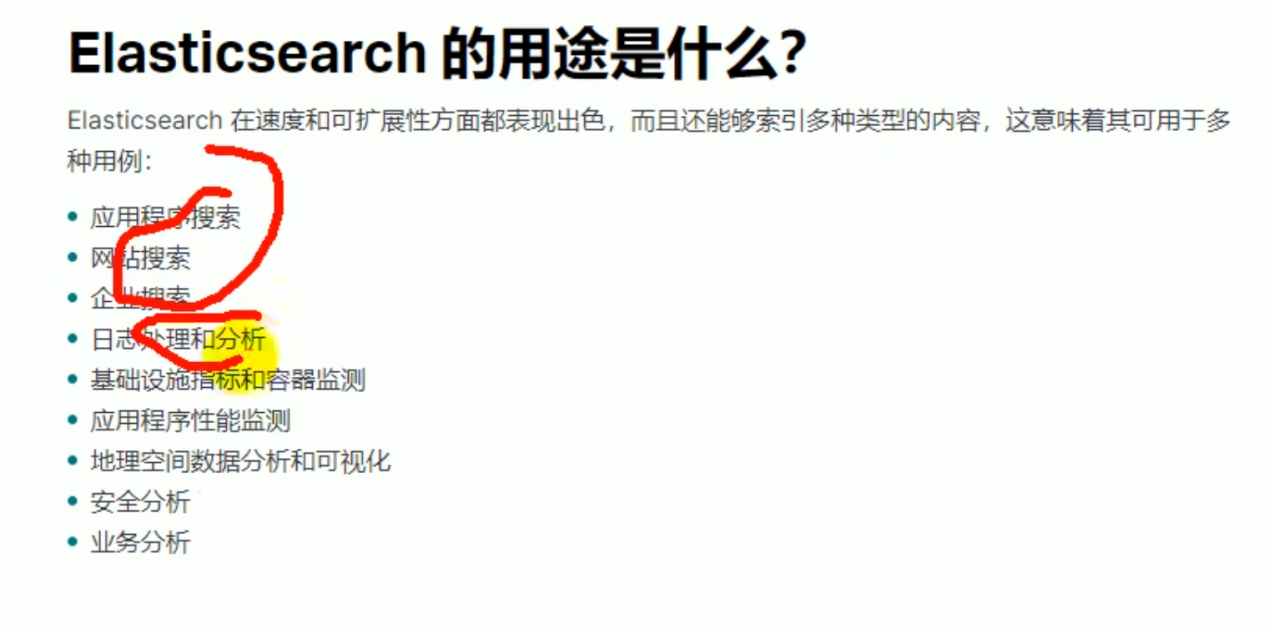 Elasticsearch 的用途是什么？
Elasticsearch 在速度和可扩展性方面都表现出色，而且还能够索引多种类型的内容，这意味着其可用于多
种用例：
应用程序搜索
网站搜索
企业搜索
日志处理和分析
基础设施指标和容器监测
应用程序性能监测
地理空间数据分析和可视化
安全分析
业务分析